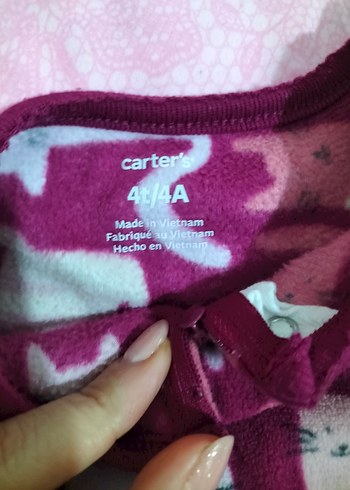 carter's
4t/4A
Made in Vietnam
Fabriqué au Vietnam
Hecho en Vietnam